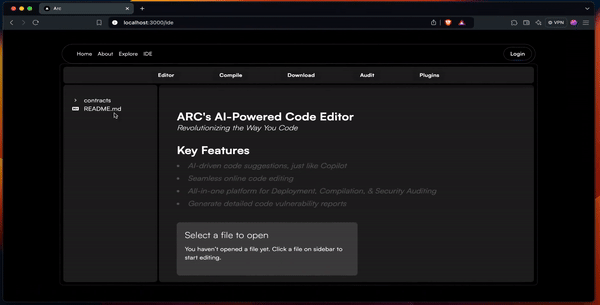 Arc
localhost:3000/ide
VPN
Home About Explore IDE
Login
Editor Compile Download Audit Plugins
contracts
README.md
ARC's AI-Powered Code Editor
Revolutionizing the Way You Code
Key Features
AI-driven code suggestions, just like Copilot
Seamless online code editing
All-in-one platform for Deployment, Compilation, & Security Auditing
Generate detailed code vulnerability reports
Select a file to open
You haven't opened a file yet. Click a file on sidebar to
start editing.